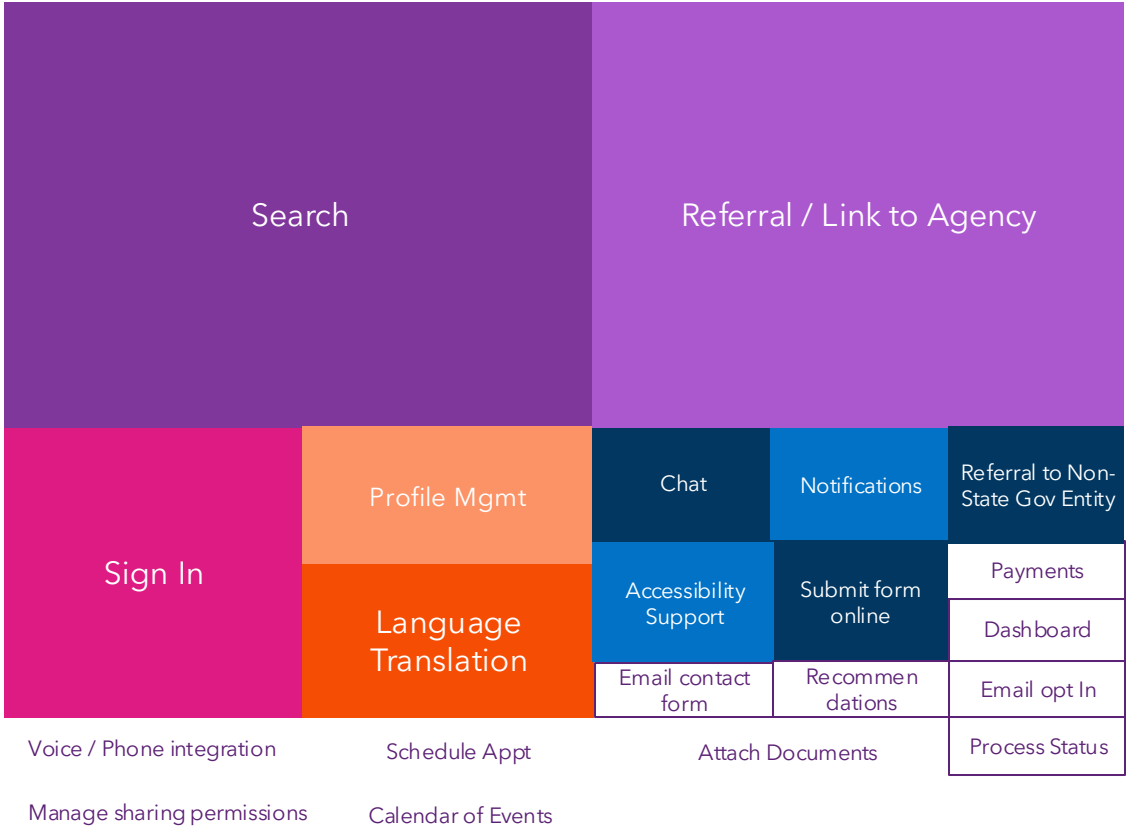 Search
Referral / Link to Agency
Sign In
Profile Mgmt
Language
Translation
Chat
Notifications
Referral to Non-
State Gov Entity
Accessibility
Support
Submit form
online
Payments
Dashboard
Email contact
form
Recommen
dations
Email opt In
Process Status
Voice / Phone integration
Schedule Appt
Attach Documents
Manage sharing permissions
Calendar of Events